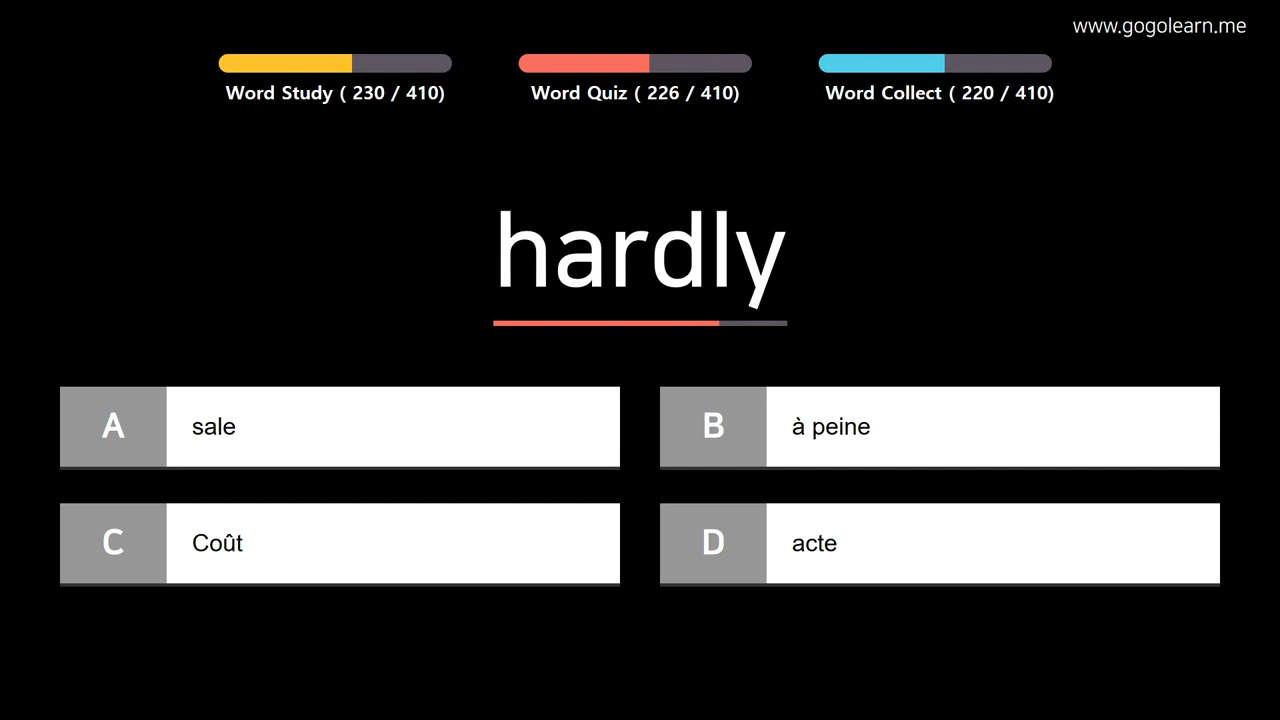 www.gogolearn.me
Word Study ( 230 / 410)
Word Quiz ( 226 / 410)
Word Collect ( 220 / 410)
hardly
A sale
B à peine
C Coût
D acte